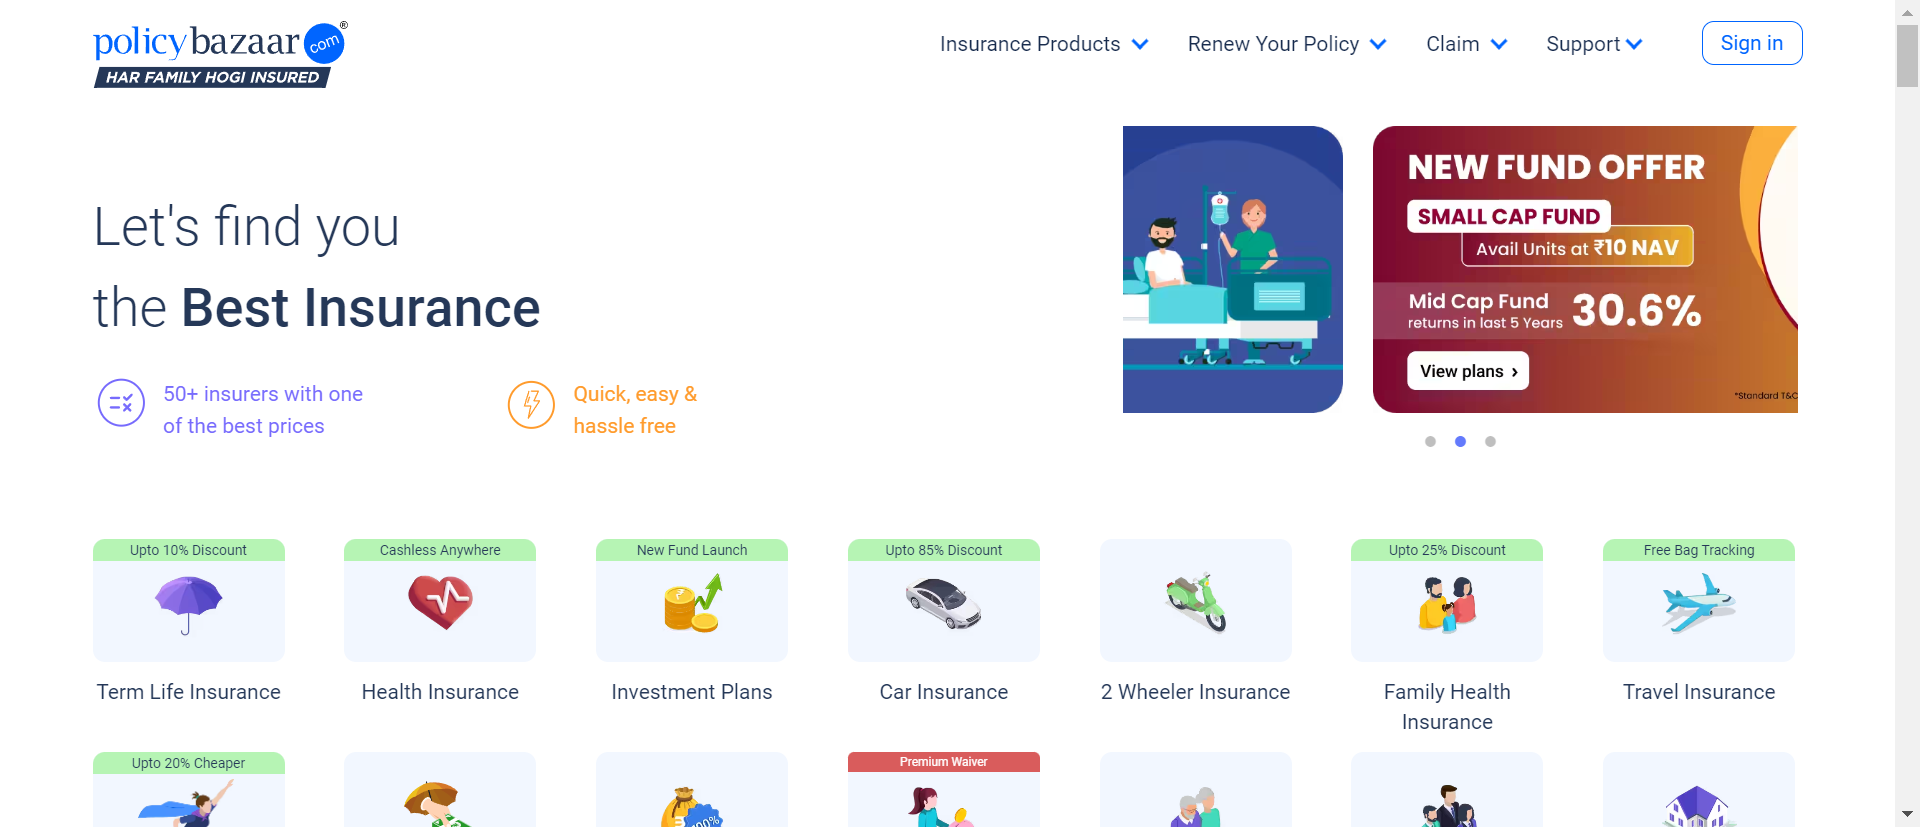 policybazaar com ®
HAR FAMILY HOGI INSURED
Insurance Products
Renew Your Policy
Claim
Support
Sign in
Let's find you
the Best Insurance
50+ insurers with one
of the best prices
Quick, easy &
hassle free
NEW FUND OFFER
SMALL CAP FUND
Avail Units at ₹10 NAV
Mid Cap Fund
returns in last 5 Years
30.6%
View plans ›
*Standard T&C
Upto 10% Discount
Term Life Insurance
Cashless Anywhere
Health Insurance
New Fund Launch
₹
Investment Plans
Upto 85% Discount
Car Insurance
2 Wheeler Insurance
Upto 25% Discount
Family Health
Insurance
Free Bag Tracking
Travel Insurance
Upto 20% Cheaper
100%
Premium Waiver